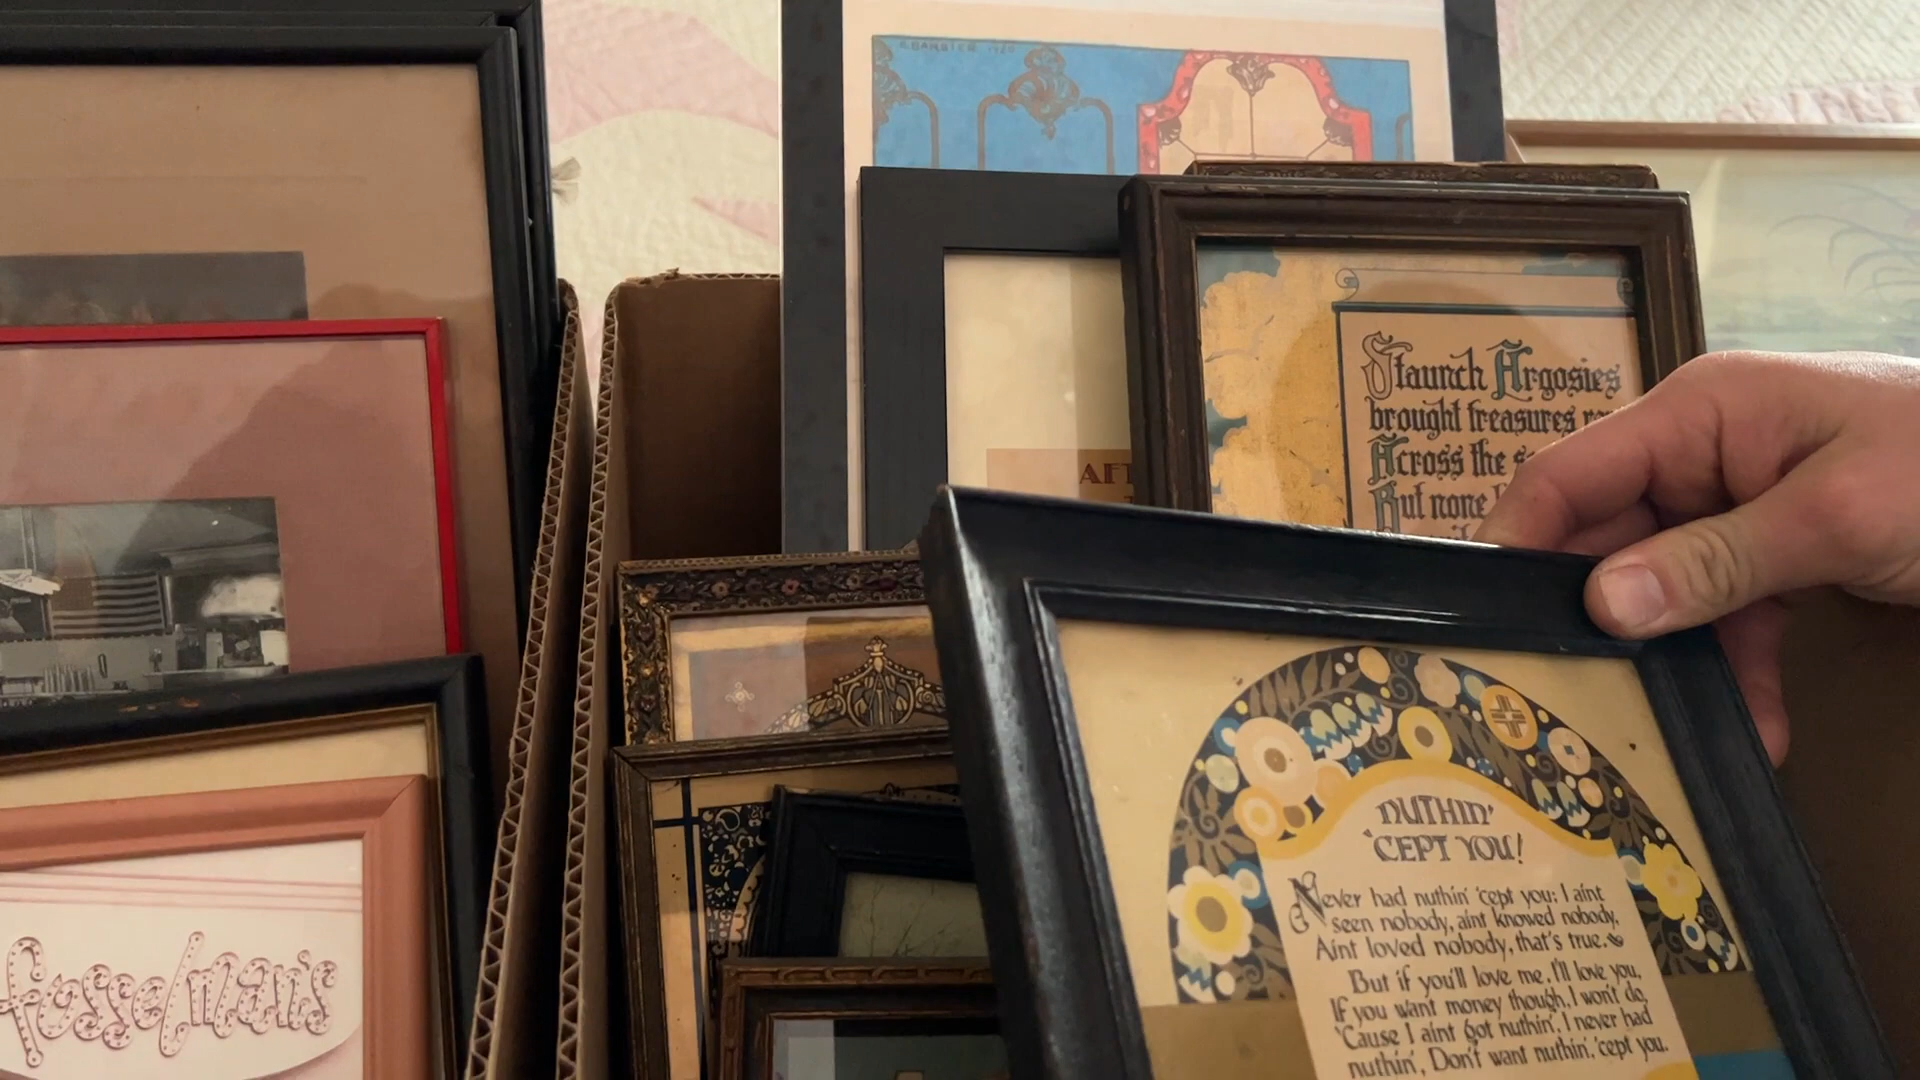 G. BARBIER 1920
Staunch Argosies
brought treasures
Across the
But none
AFT
NUTHIN'
'CEPT YOU!
Never had nuthin' 'cept you; I aint
seen nobody, aint knowed nobody,
Aint loved nobody, that's true.
But if you'll love me, I'll love you,
If you want money though, I won't do,
'Cause I aint got nuthin', I never had
nuthin', Don't want nuthin', 'cept you.
fosselman's